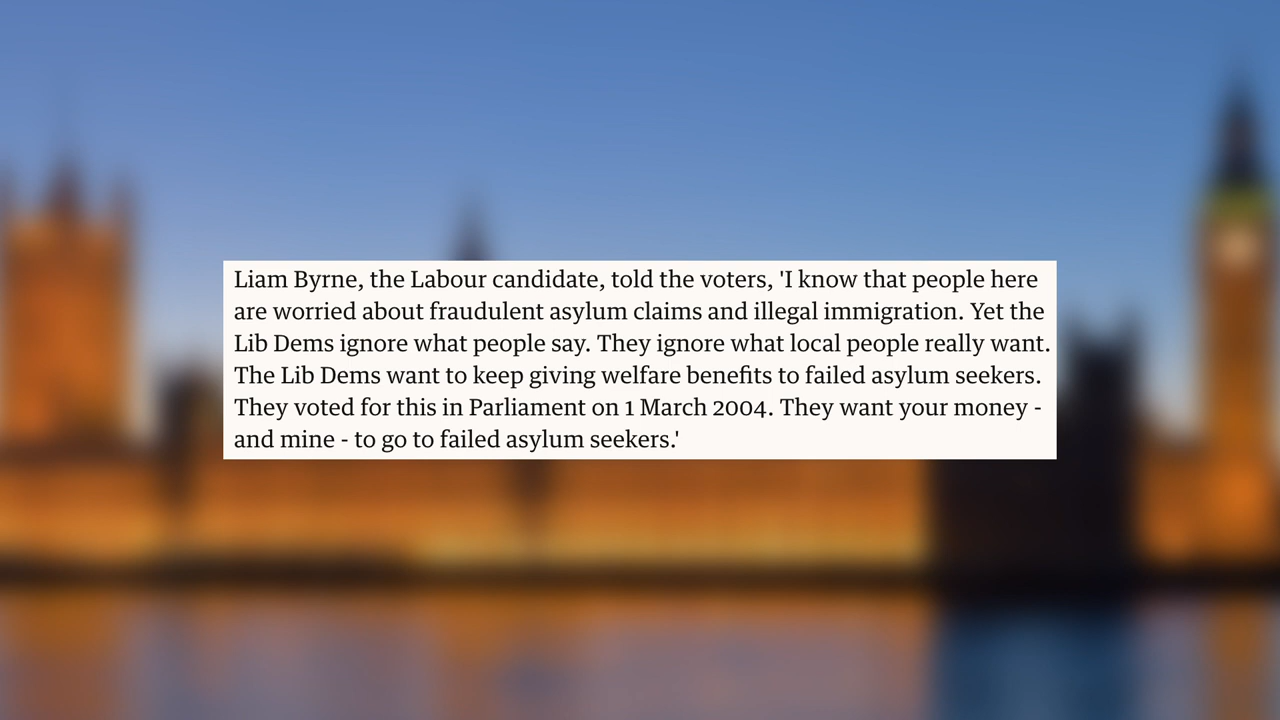 Liam Byrne, the Labour candidate, told the voters, 'I know that people here
are worried about fraudulent asylum claims and illegal immigration. Yet the
Lib Dems ignore what people say. They ignore what local people really want.
The Lib Dems want to keep giving welfare benefits to failed asylum seekers.
They voted for this in Parliament on 1 March 2004. They want your money -
and mine - to go to failed asylum seekers.'